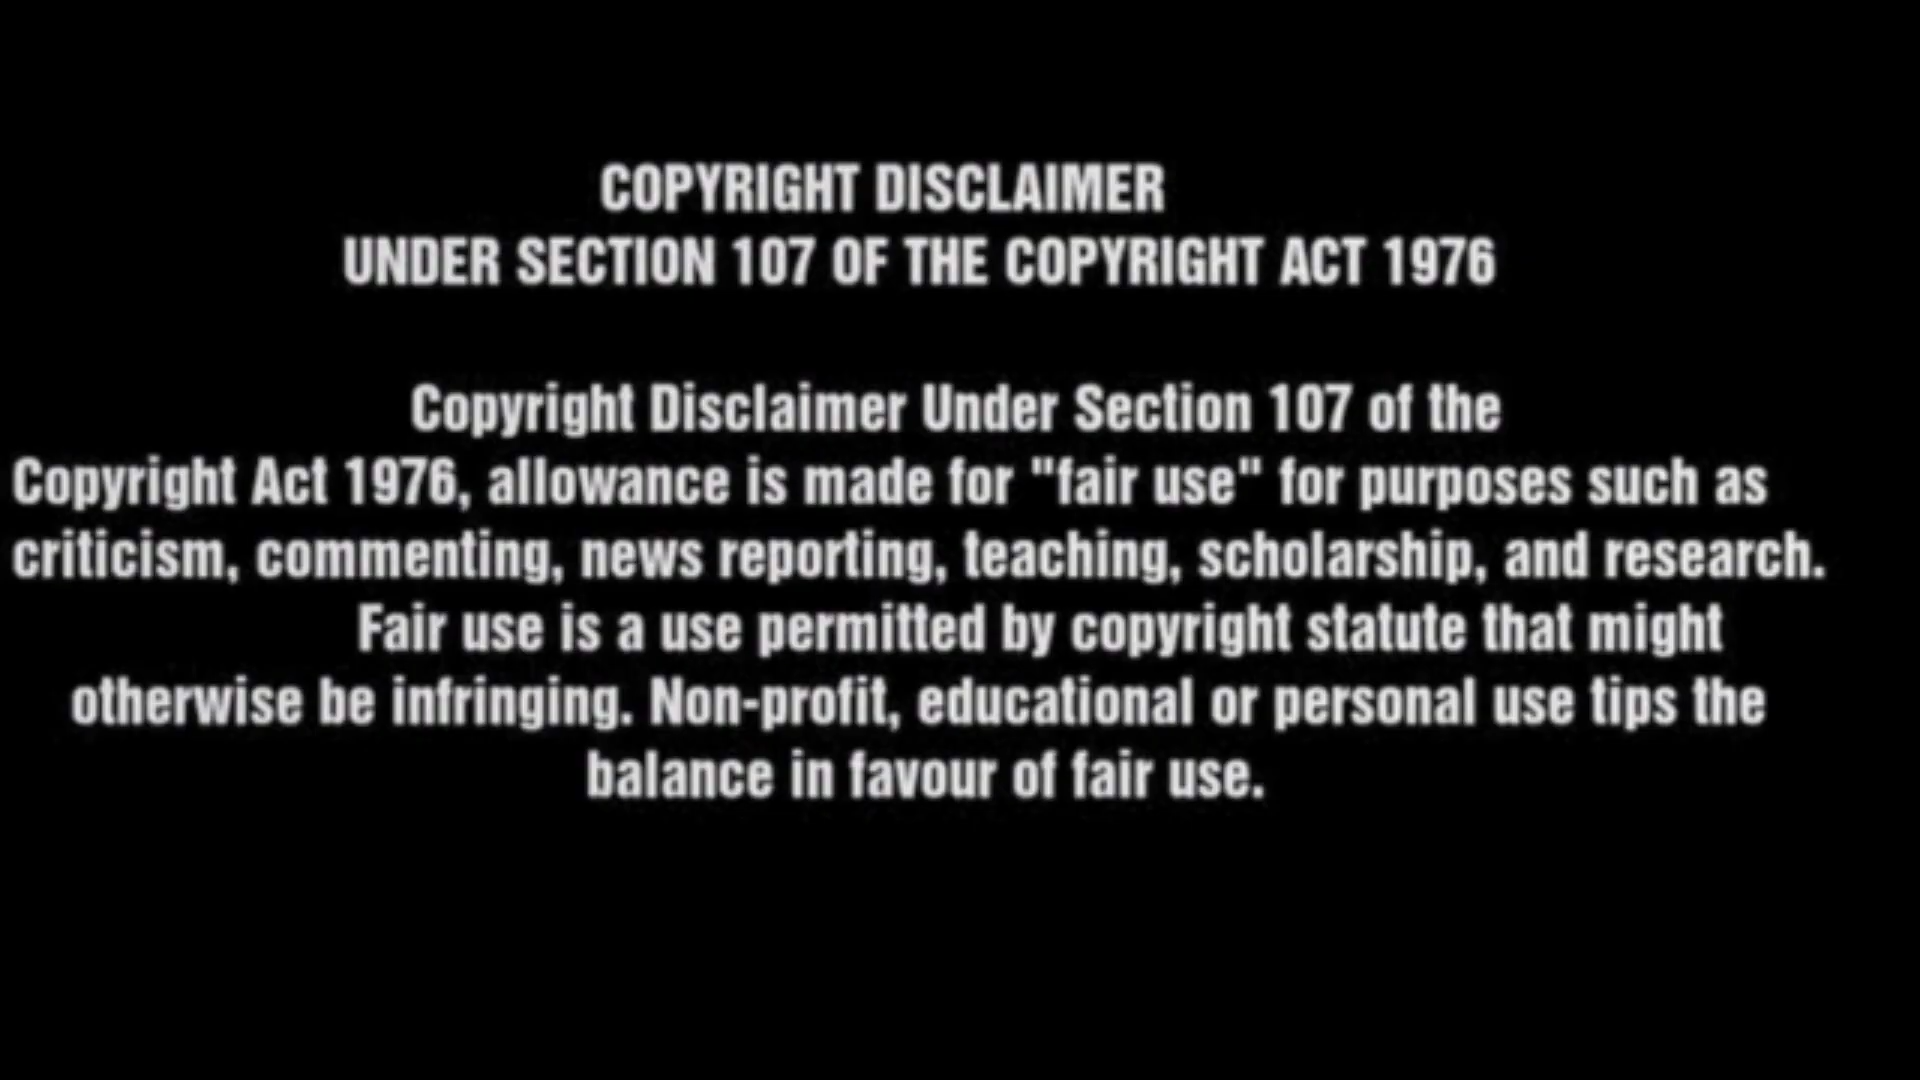 COPYRIGHT DISCLAIMER
UNDER SECTION 107 OF THE COPYRIGHT ACT 1976
Copyright Disclaimer Under Section 107 of the
Copyright Act 1976, allowance is made for "fair use" for purposes such as
criticism, commenting, news reporting, teaching, scholarship, and research.
Fair use is a use permitted by copyright statute that might
otherwise be infringing. Non-profit, educational or personal use tips the
balance in favour of fair use.